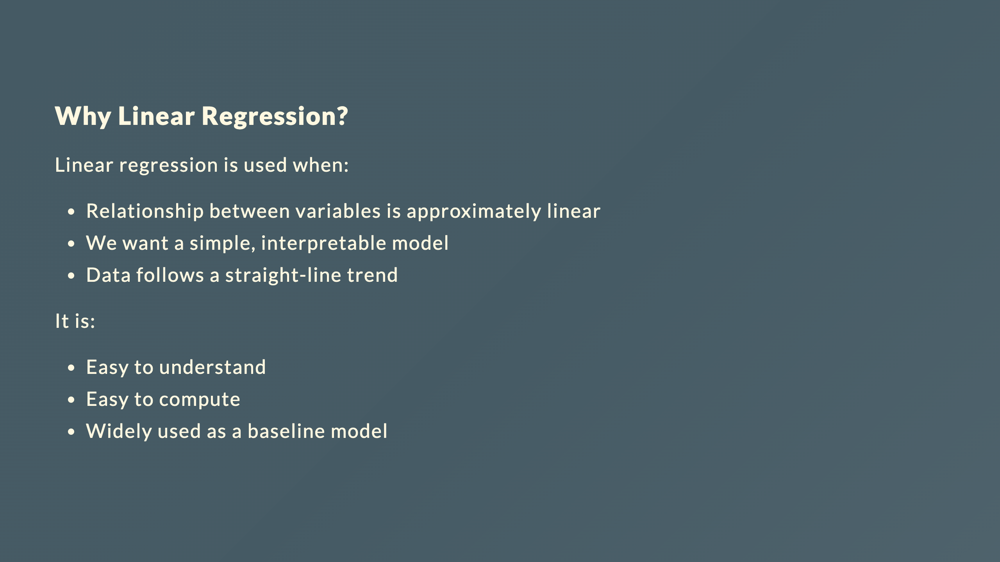 Why Linear Regression?
Linear regression is used when:
• Relationship between variables is approximately linear
• We want a simple, interpretable model
• Data follows a straight-line trend
It is:
• Easy to understand
• Easy to compute
• Widely used as a baseline model